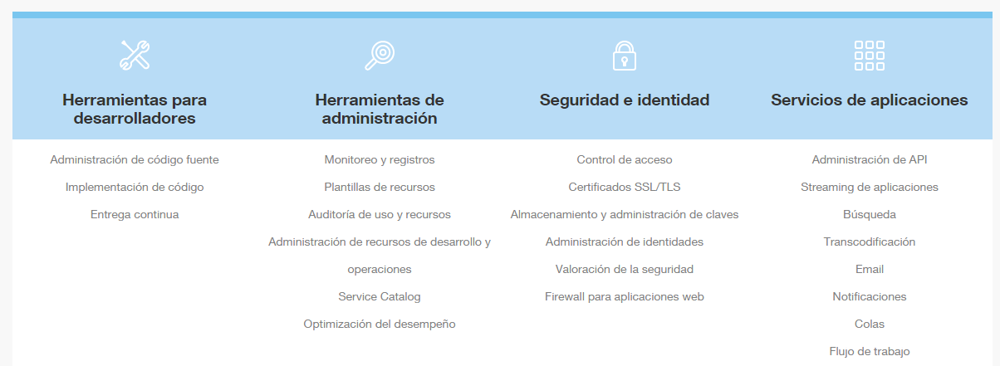 Herramientas para
desarrolladores
Administración de código fuente
Implementación de código
Entrega continua
Herramientas de
administración
Monitoreo y registros
Plantillas de recursos
Auditoría de uso y recursos
Administración de recursos de desarrollo y
operaciones
Service Catalog
Optimización del desempeño
Seguridad e identidad
Control de acceso
Certificados SSL/TLS
Almacenamiento y administración de claves
Administración de identidades
Valoración de la seguridad
Firewall para aplicaciones web
Servicios de aplicaciones
Administración de API
Streaming de aplicaciones
Búsqueda
Transcodificación
Email
Notificaciones
Colas
Flujo de trabajo